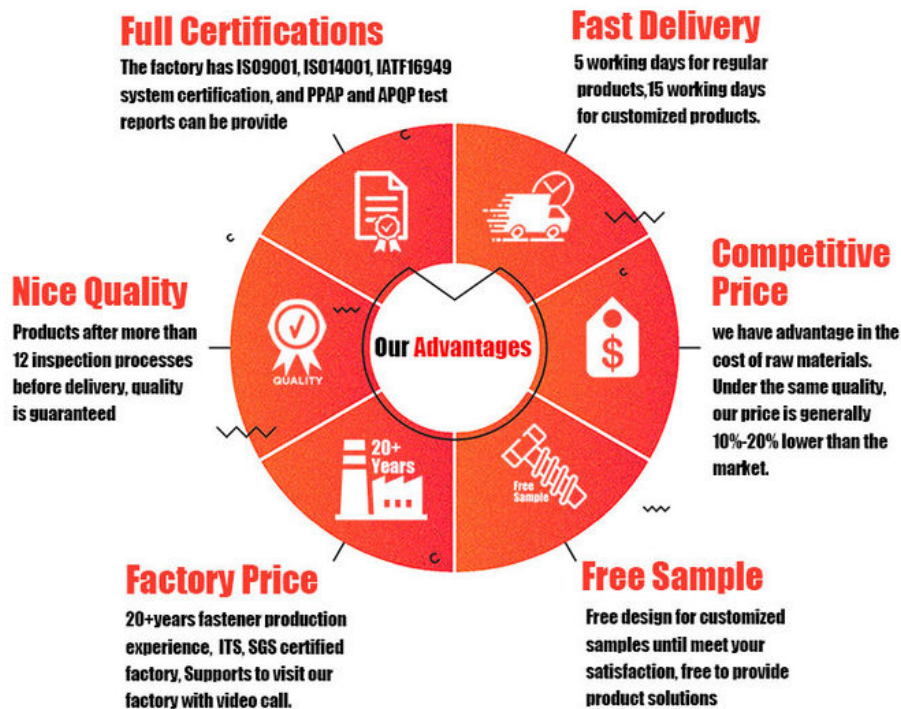 Full Certifications
The factory has ISO9001, ISO14001, IATF16949
system certification, and PPAP and APQP test
reports can be provide
Fast Delivery
5 working days for regular
products,15 working days
for customized products.
Nice Quality
Products after more than
12 inspection processes
before delivery, quality
is guaranteed
QUALITY
Our Advantages
$
Competitive
Price
we have advantage in the
cost of raw materials.
Under the same quality,
our price is generally
10%-20% lower than the
market.
20+
Years
Factory Price
20+years fastener production
experience, ITS, SGS certified
factory, Supports to visit our
factory with video call.
Free
Sample
Free Sample
Free design for customized
samples until meet your
satisfaction, free to provide
product solutions